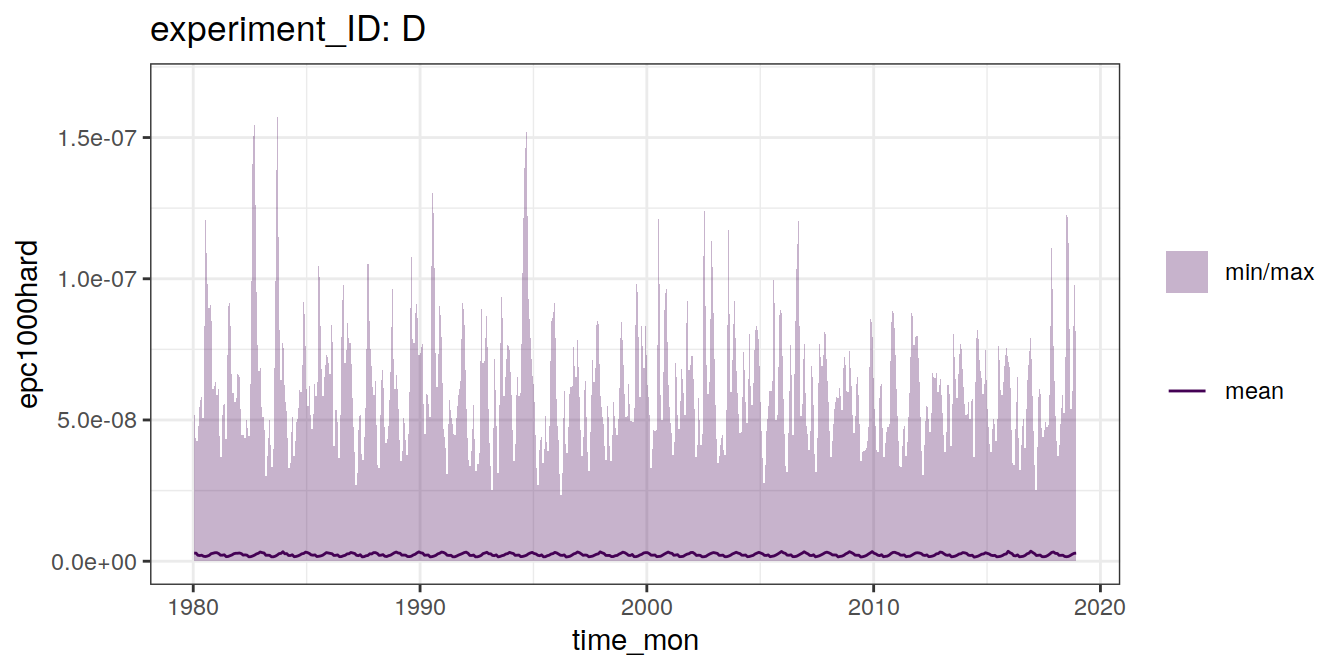 experiment_ID: D
epc1000hard
1.5e-07
1.0e-07
5.0e-08
0.0e+00
1980 1990 2000 2010 2020
time_mon
min/max
mean